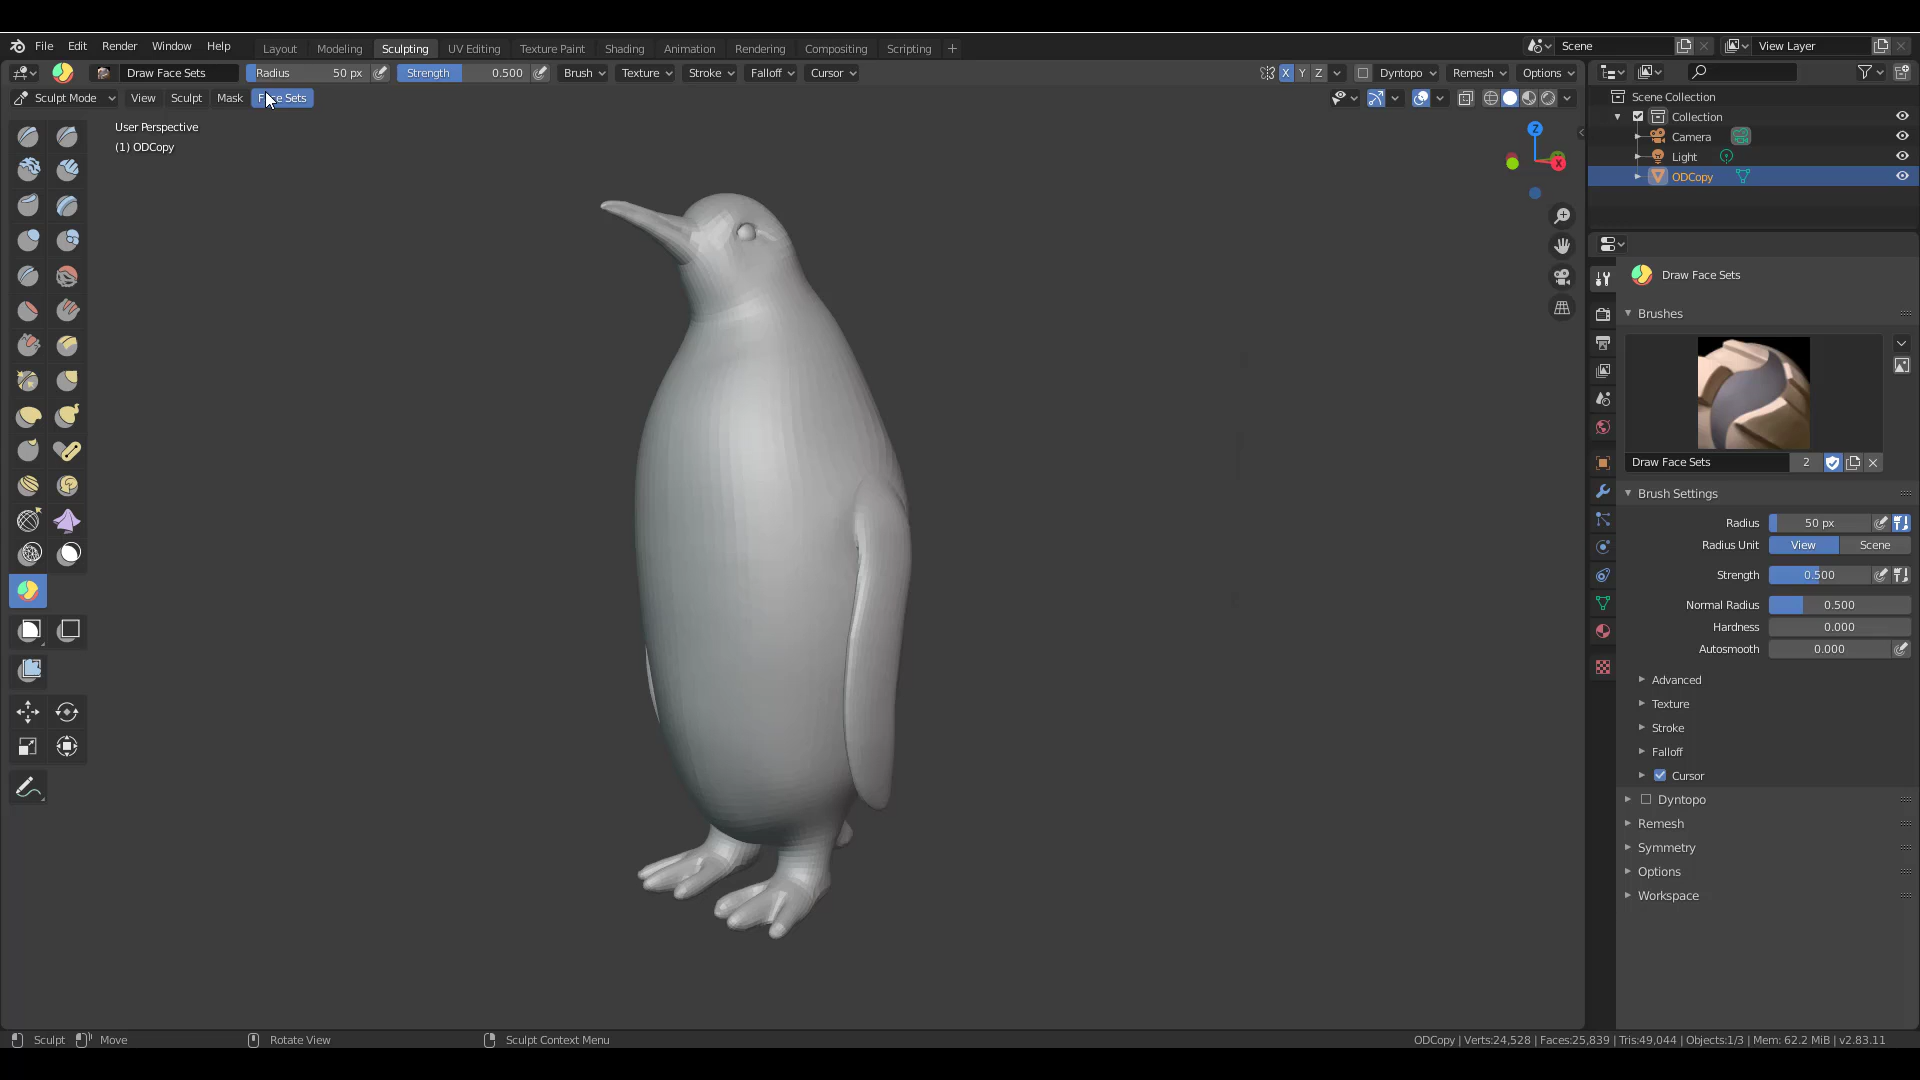 File Edit Render Window Help Layout Modeling Sculpting UV Editing Texture Paint Shading Animation Rendering Compositing Scripting Scene View Layer
Draw Face Sets Radius 50 px Strength 0.500 Brush Texture Stroke Falloff Cursor X Y Z Dyntopo Remesh Options
Sculpt Mode View Sculpt Mask Face Sets
Scene Collection
Collection
Camera
Light
ODCopy
User Perspective
(1) ODCopy
Z
X
Draw Face Sets
Brushes
Draw Face Sets 2
Brush Settings
Radius 50 px
Radius Unit View Scene
Strength 0.500
Normal Radius 0.500
Hardness 0.000
Autosmooth 0.000
Advanced
Texture
Stroke
Falloff
Cursor
Dyntopo
Remesh
Symmetry
Options
Workspace
Sculpt Move Rotate View Sculpt Context Menu ODCopy | Verts:24,528 | Faces:25,839 | Tris:49,044 | Objects:1/3 | Mem: 62.2 MiB | v2.83.11